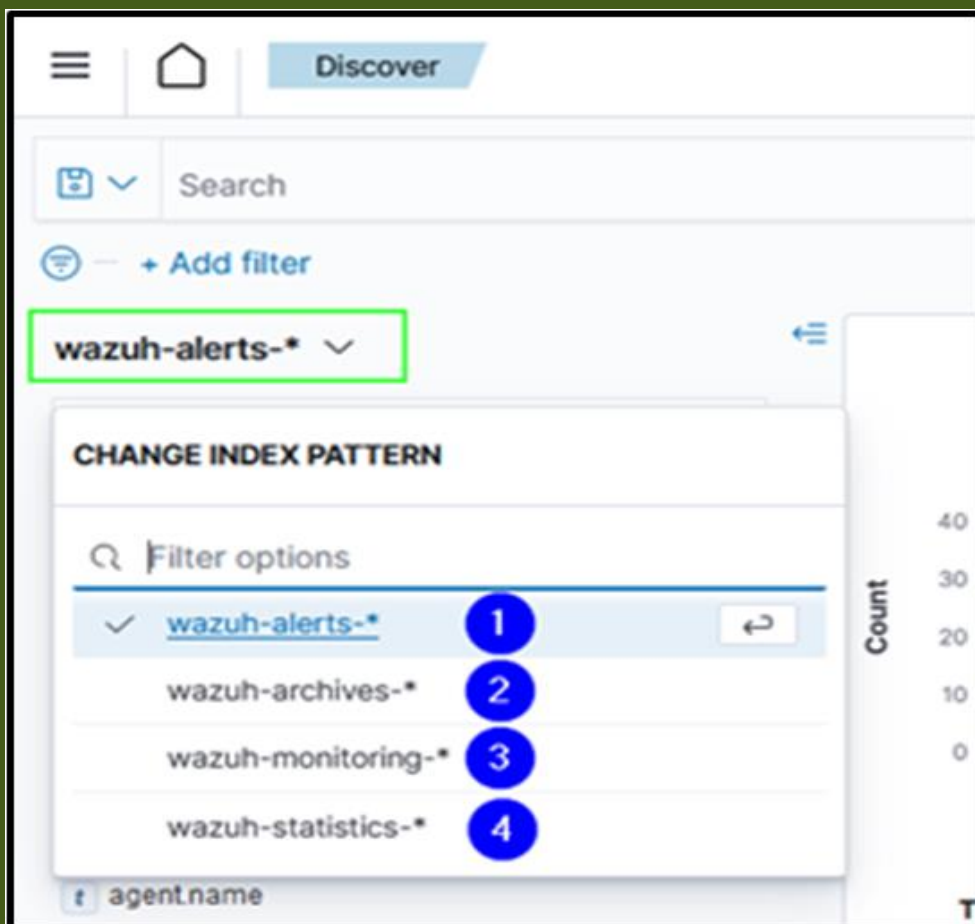 Discover
Search
+ Add filter
wazuh-alerts-*
CHANGE INDEX PATTERN
Filter options
wazuh-alerts-* 1
wazuh-archives-* 2
wazuh-monitoring-* 3
wazuh-statistics-* 4
t agent.name
Count
40
30
20
10
0
T